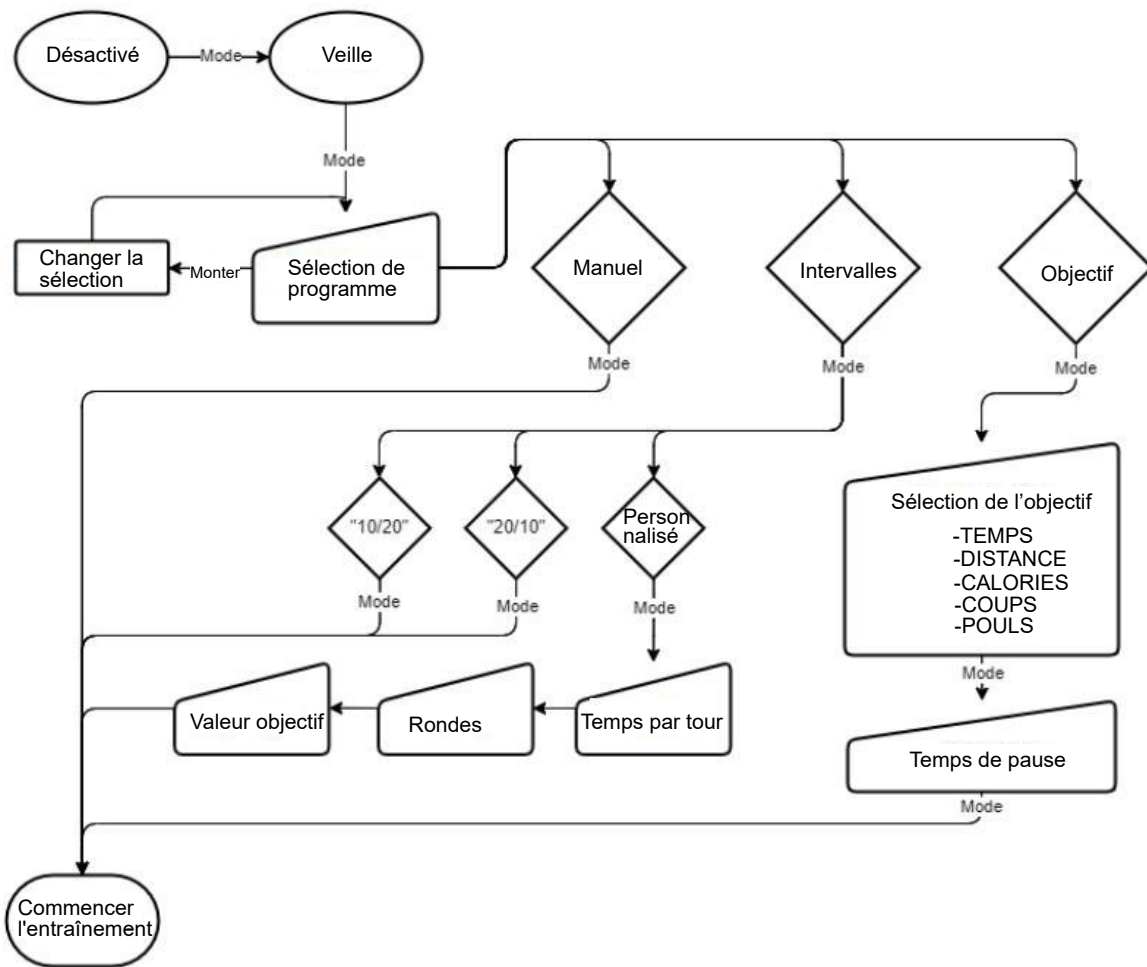 Désactivé
Mode
Veille
Mode
Changer la
sélection
Monter
Sélection de
programme
Manuel
Intervalles
Objectif
Mode
Mode
Mode
"10/20"
"20/10"
Person
nalisé
Mode
Mode
Mode
Sélection de l’objectif
-TEMPS
-DISTANCE
-CALORIES
-COUPS
-POULS
Mode
Valeur objectif
Rondes
Temps par tour
Temps de pause
Mode
Commencer
l'entraînement